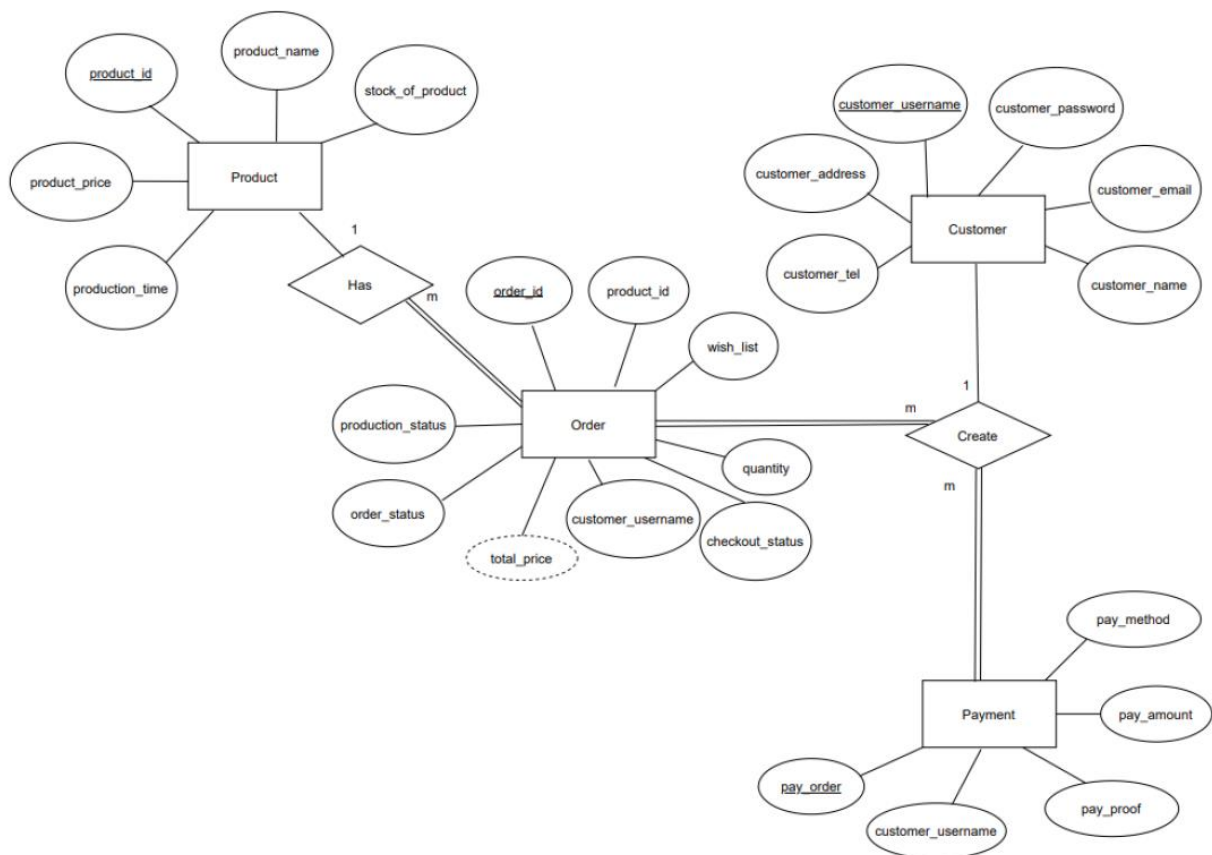 product_name
product_id
stock_of_product
Product
product_price
production_time
1
Has
m
customer_username
customer_password
customer_address
customer_email
Customer
customer_tel
customer_name
order_id
product_id
wish_list
production_status
Order
quantity
order_status
customer_username
checkout_status
total_price
1
m
Create
m
pay_method
Payment
pay_amount
pay_order
pay_proof
customer_username